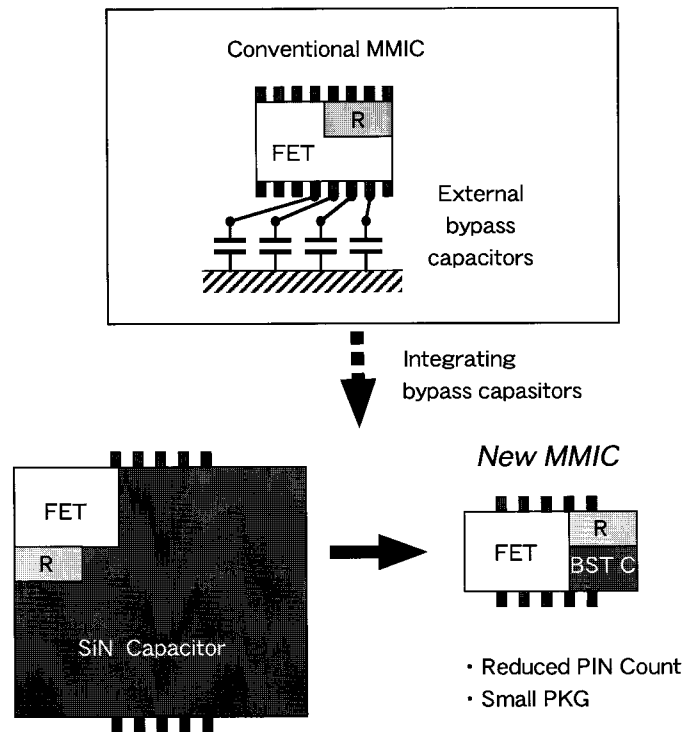 Conventional MMIC
R
FET
External
bypass
capacitors
Integrating
bypass capasitors
New MMIC
FET
R
SiN Capacitor
R
FET
BST C
・Reduced PIN Count
・Small PKG